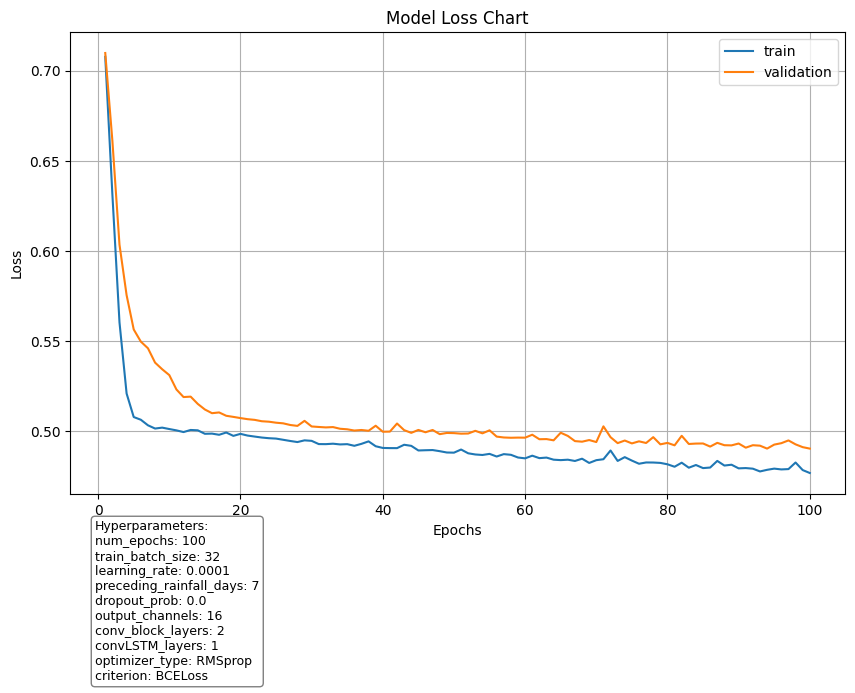 Model Loss Chart
train
validation
Loss
0.70
0.65
0.60
0.55
0.50
0
20
40
60
80
100
Epochs
Hyperparameters:
num_epochs: 100
train_batch_size: 32
learning_rate: 0.0001
preceding_rainfall_days: 7
dropout_prob: 0.0
output_channels: 16
conv_block_layers: 2
convLSTM_layers: 1
optimizer_type: RMSprop
criterion: BCELoss